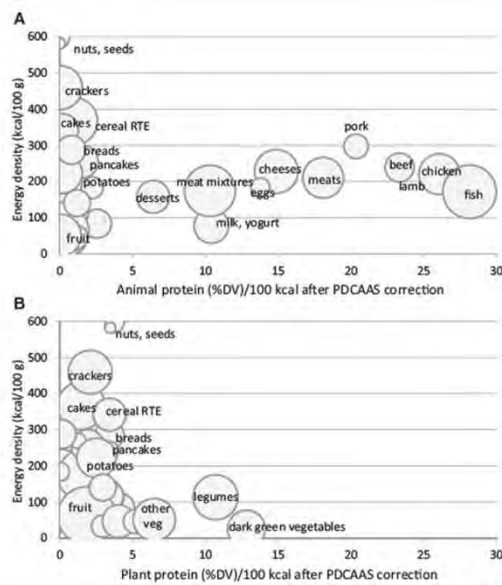 A
600
nuts, seeds
500
crackers
400
cakes
cereal RTE
pork
300
breads
pancakes
cheeses
beef
chicken
200
potatoes
desserts
meat mixtures
eggs
meats
lamb
fish
100
fruit
milk, yogurt
0
0 5 10 15 20 25 30
Energy density (kcal/100 g)
Animal protein (%DV)/100 kcal after PDCAAS correction
B
600
nuts, seeds
500
crackers
400
cakes
cereal RTE
300
breads
pancakes
200
potatoes
legumes
100
fruit
other
veg
dark green vegetables
0
0 5 10 15 20 25 30
Energy density (kcal/100 g)
Plant protein (%DV)/100 kcal after PDCAAS correction